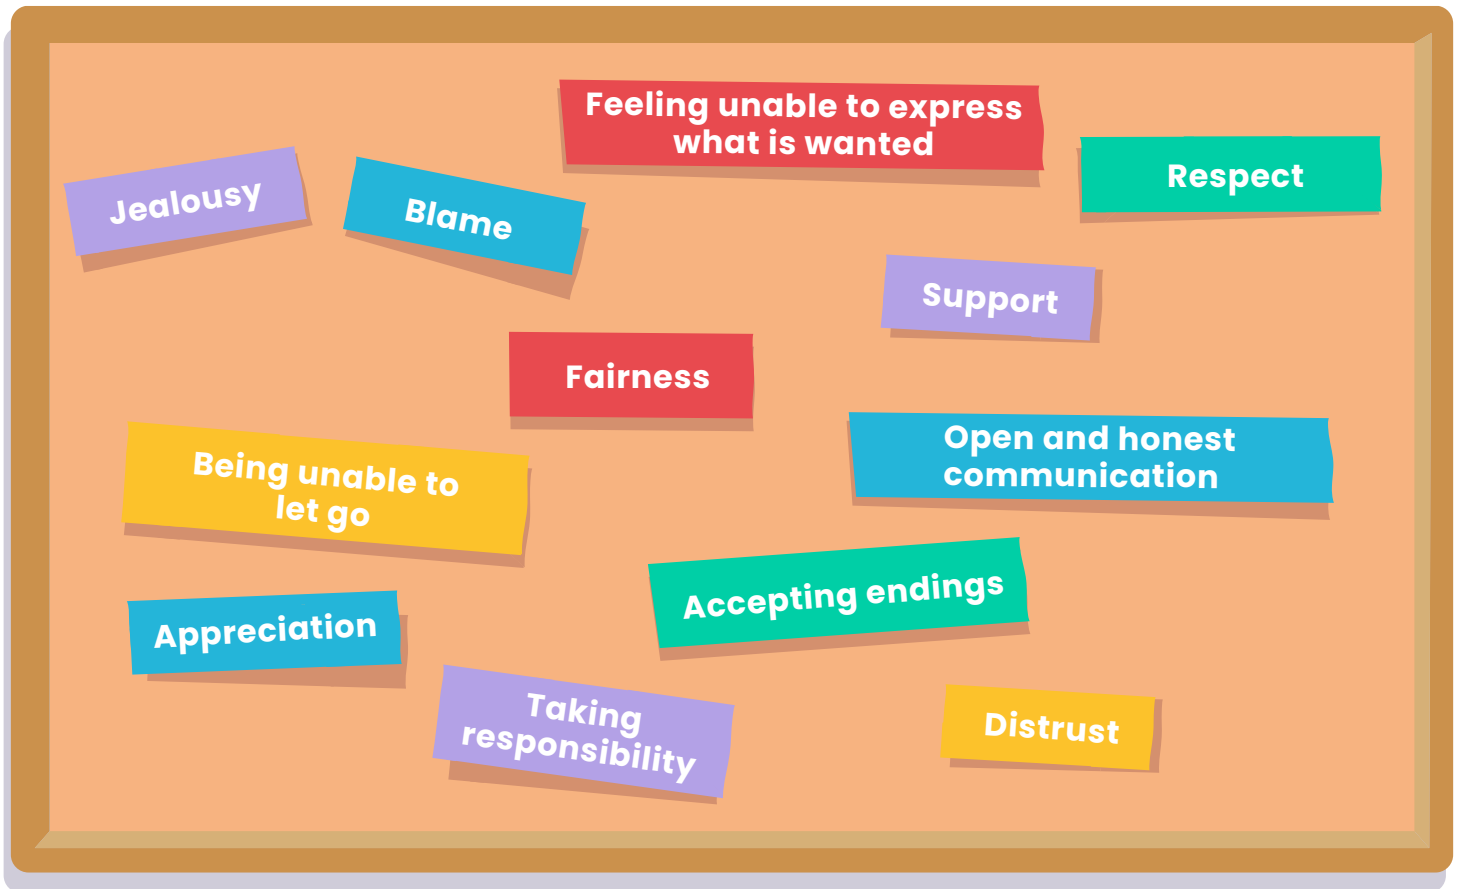 Feeling unable to express
what is wanted
Jealousy
Blame
Respect
Support
Fairness
Open and honest
communication
Being unable to
let go
Accepting endings
Appreciation
Taking
responsibility
Distrust